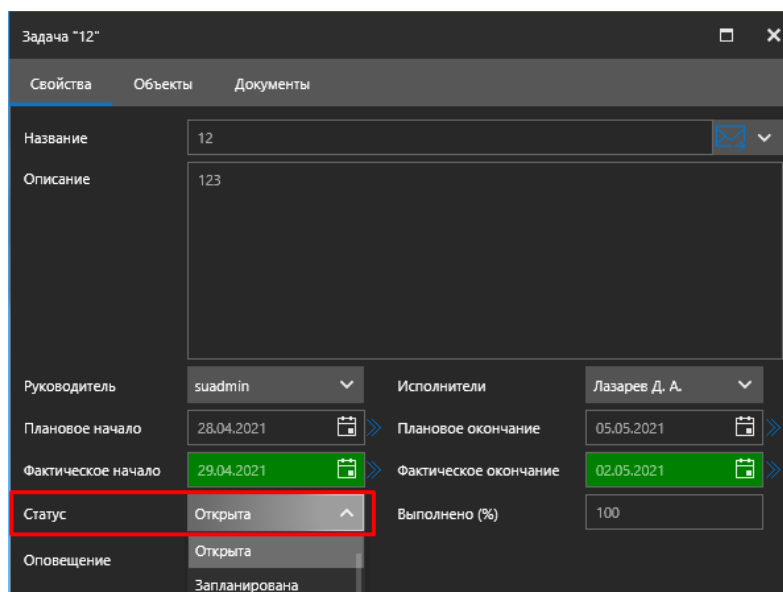 Задача "12"
Свойства Объекты Документы
Название 12
Описание 123
Руководитель suadmin Исполнители Лазарев Д. А.
Плановое начало 28.04.2021 Плановое окончание 05.05.2021
Фактическое начало 29.04.2021 Фактическое окончание 02.05.2021
Статус Открыта Выполнено (%) 100
Открыта
Оповещение
Запланирована